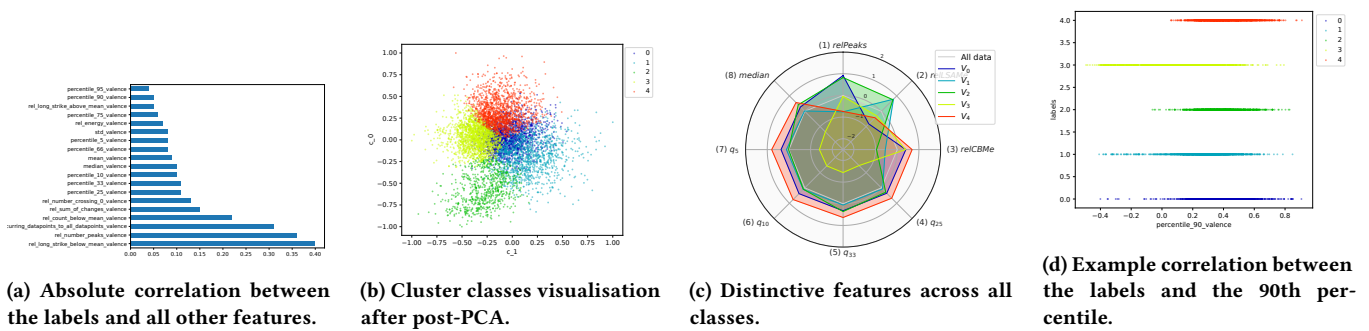 percentile_95_valence
percentile_90_valence
rel_long_strike_above_mean_valence
percentile_75_valence
rel_energy_valence
std_valence
percentile_5_valence
percentile_66_valence
mean_valence
median_valence
percentile_10_valence
percentile_33_valence
percentile_25_valence
rel_number_crossing_0_valence
rel_sum_of_changes_valence
rel_count_below_mean_valence
curring_datapoints_to_all_datapoints_valence
rel_number_peaks_valence
rel_long_strike_below_mean_valence
0.00 0.05 0.10 0.15 0.20 0.25 0.30 0.35 0.40
(a) Absolute correlation between
the labels and all other features.
1.00
0.75
0.50
0.25
0.00
−0.25
−0.50
−0.75
−1.00
c_0
−1.00 −0.75 −0.50 −0.25 0.00 0.25 0.50 0.75 1.00
c_1
0
1
2
3
4
(b) Cluster classes visualisation
after post-PCA.
(1) relPeaks
(8) median
(7) q5
(6) q10
(5) q33
(4) q25
(3) relCBMe
2
1
0
−1
−2
All data
V0
V1
V2
V3
V4
(c) Distinctive features across all
classes.
4.0
3.5
3.0
2.5
2.0
1.5
1.0
0.5
0.0
labels
−0.4 −0.2 0.0 0.2 0.4 0.6 0.8
percentile_90_valence
0
1
2
3
4
(d) Example correlation between
the labels and the 90th per-
centile.